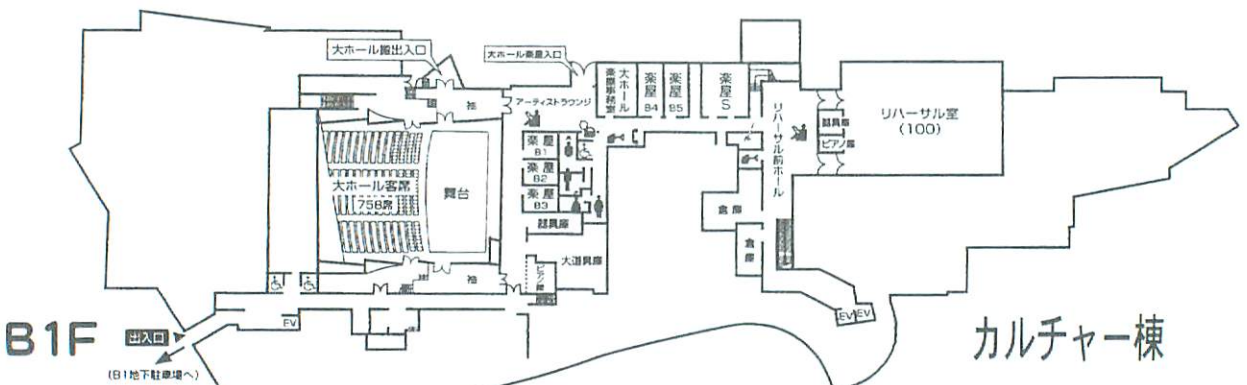 大ホール搬出入口
大ホール楽屋入口
袖
アーティストラウンジ
大ホール
楽屋事務室
楽屋
B4
楽屋
B5
楽屋
S
リハーサル前ホール
器具庫
ピアノ庫
リハーサル室
(100)
大ホール客席
758席
舞台
楽屋
B1
楽屋
B2
楽屋
B3
器具庫
大道具庫
ピアノ庫
袖
倉庫
倉庫
EV
EV
EV
B1F
出入口
(B1地下駐車場へ)
カルチャー棟